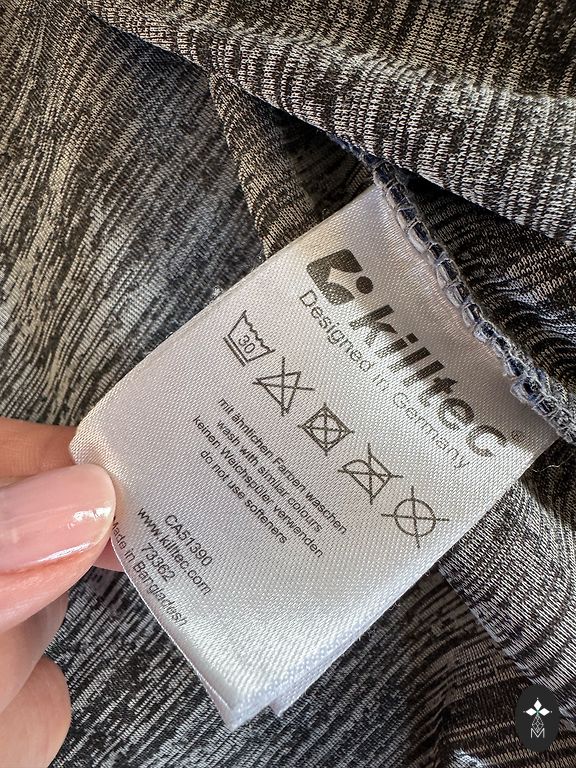 killtec®
Designed in Germany
30
mit ähnlichen Farben waschen
wash with similar colours
keinen Weichspüler verwenden
do not use softeners
CA51390
www.killtec.com
73362
Made in Bangladesh
M